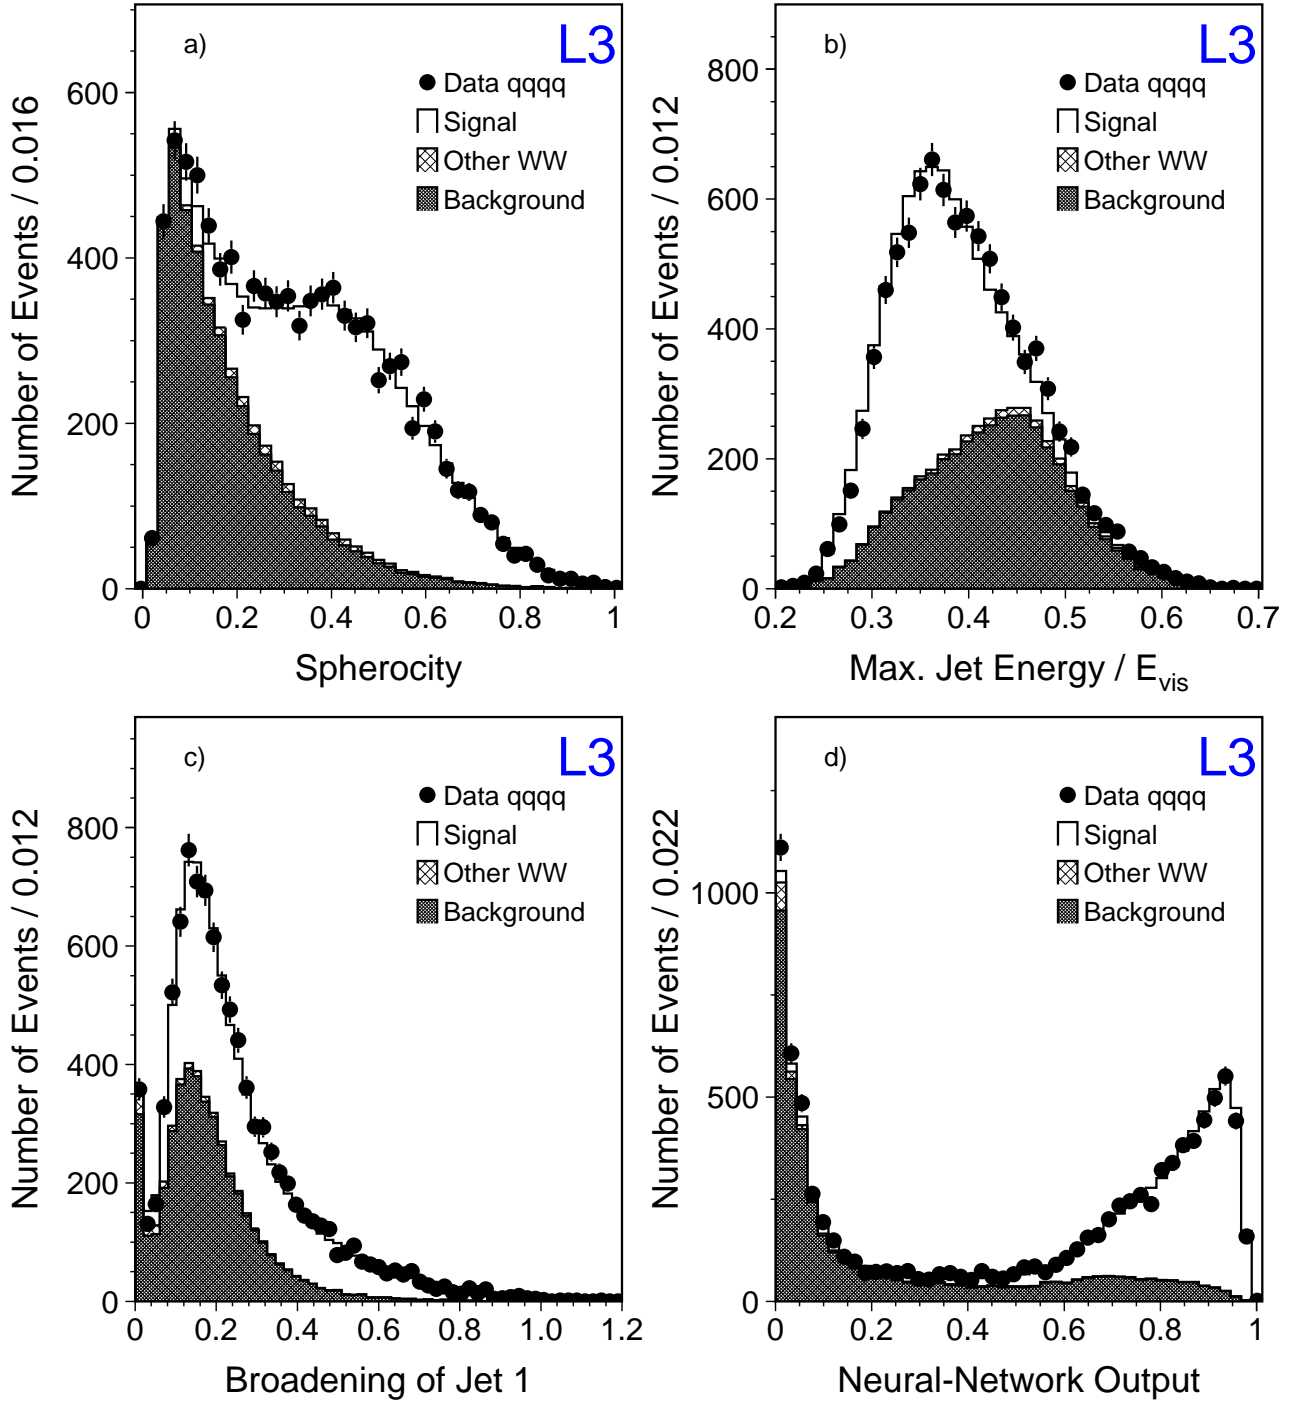 a)
L3
Data qqqq
Signal
Other WW
Background
Number of Events / 0.016
600
400
200
0
0 0.2 0.4 0.6 0.8 1
Spherocity
b)
L3
Data qqqq
Signal
Other WW
Background
Number of Events / 0.012
800
600
400
200
0
0.2 0.3 0.4 0.5 0.6 0.7
Max. Jet Energy / Evis
c)
L3
Data qqqq
Signal
Other WW
Background
Number of Events / 0.012
800
600
400
200
0
0 0.2 0.4 0.6 0.8 1.0 1.2
Broadening of Jet 1
d)
L3
Data qqqq
Signal
Other WW
Background
Number of Events / 0.022
1000
500
0
0 0.2 0.4 0.6 0.8 1
Neural-Network Output